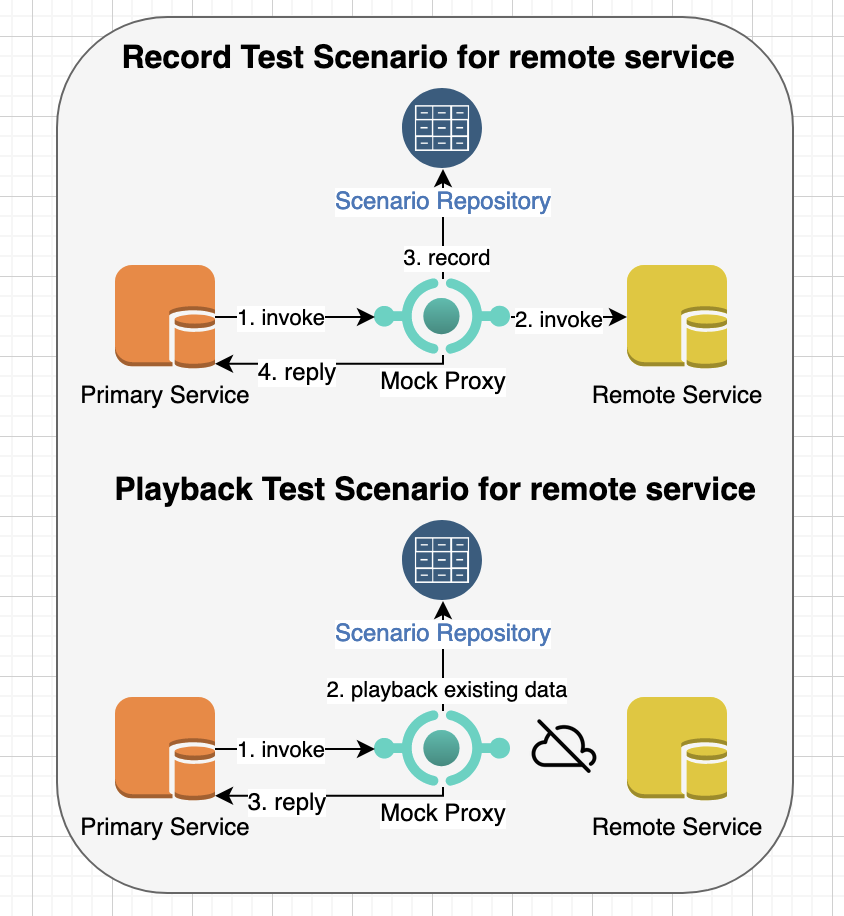 Record Test Scenario for remote service
Scenario Repository
3. record
1. invoke
2. invoke
4. reply
Mock Proxy
Primary Service
Remote Service
Playback Test Scenario for remote service
Scenario Repository
2. playback existing data
1. invoke
3. reply
Mock Proxy
Primary Service
Remote Service